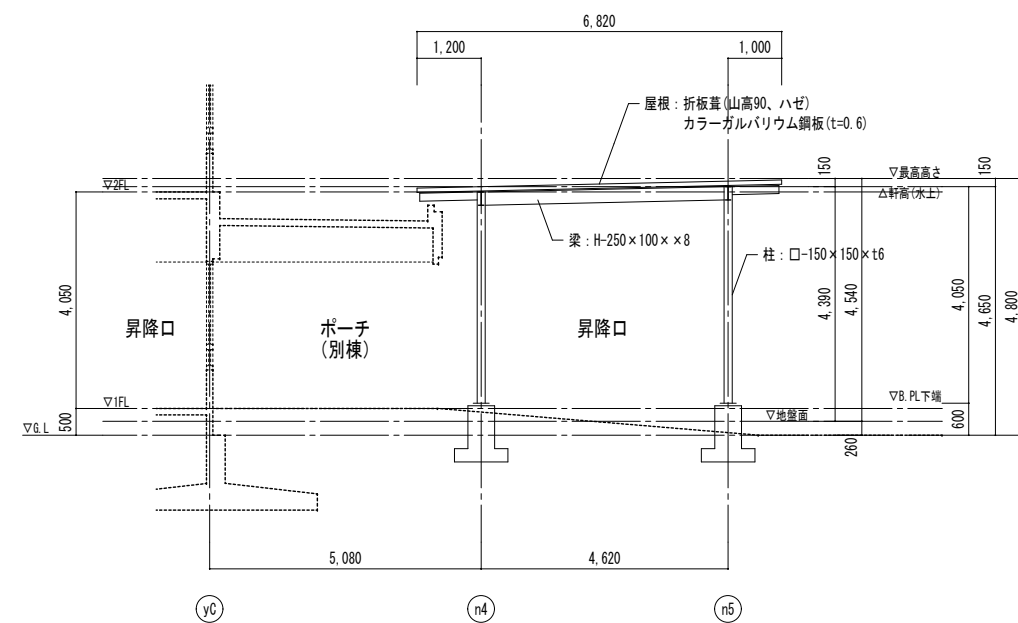 6,820
1,200
1,000
屋根：折板葺(山高90、ハゼ)
カラーガルバリウム鋼板(t=0.6)
150
150
▽最高高さ
▽2FL
△軒高(水上)
梁：H-250×100××8
柱：□-150×150×t6
4,050
4,390
4,540
4,050
4,650
4,800
昇降口
ポーチ
(別棟)
昇降口
▽1FL
▽B.PL下端
▽地盤面
500
600
▽G.L
260
5,080
4,620
yC
n4
n5